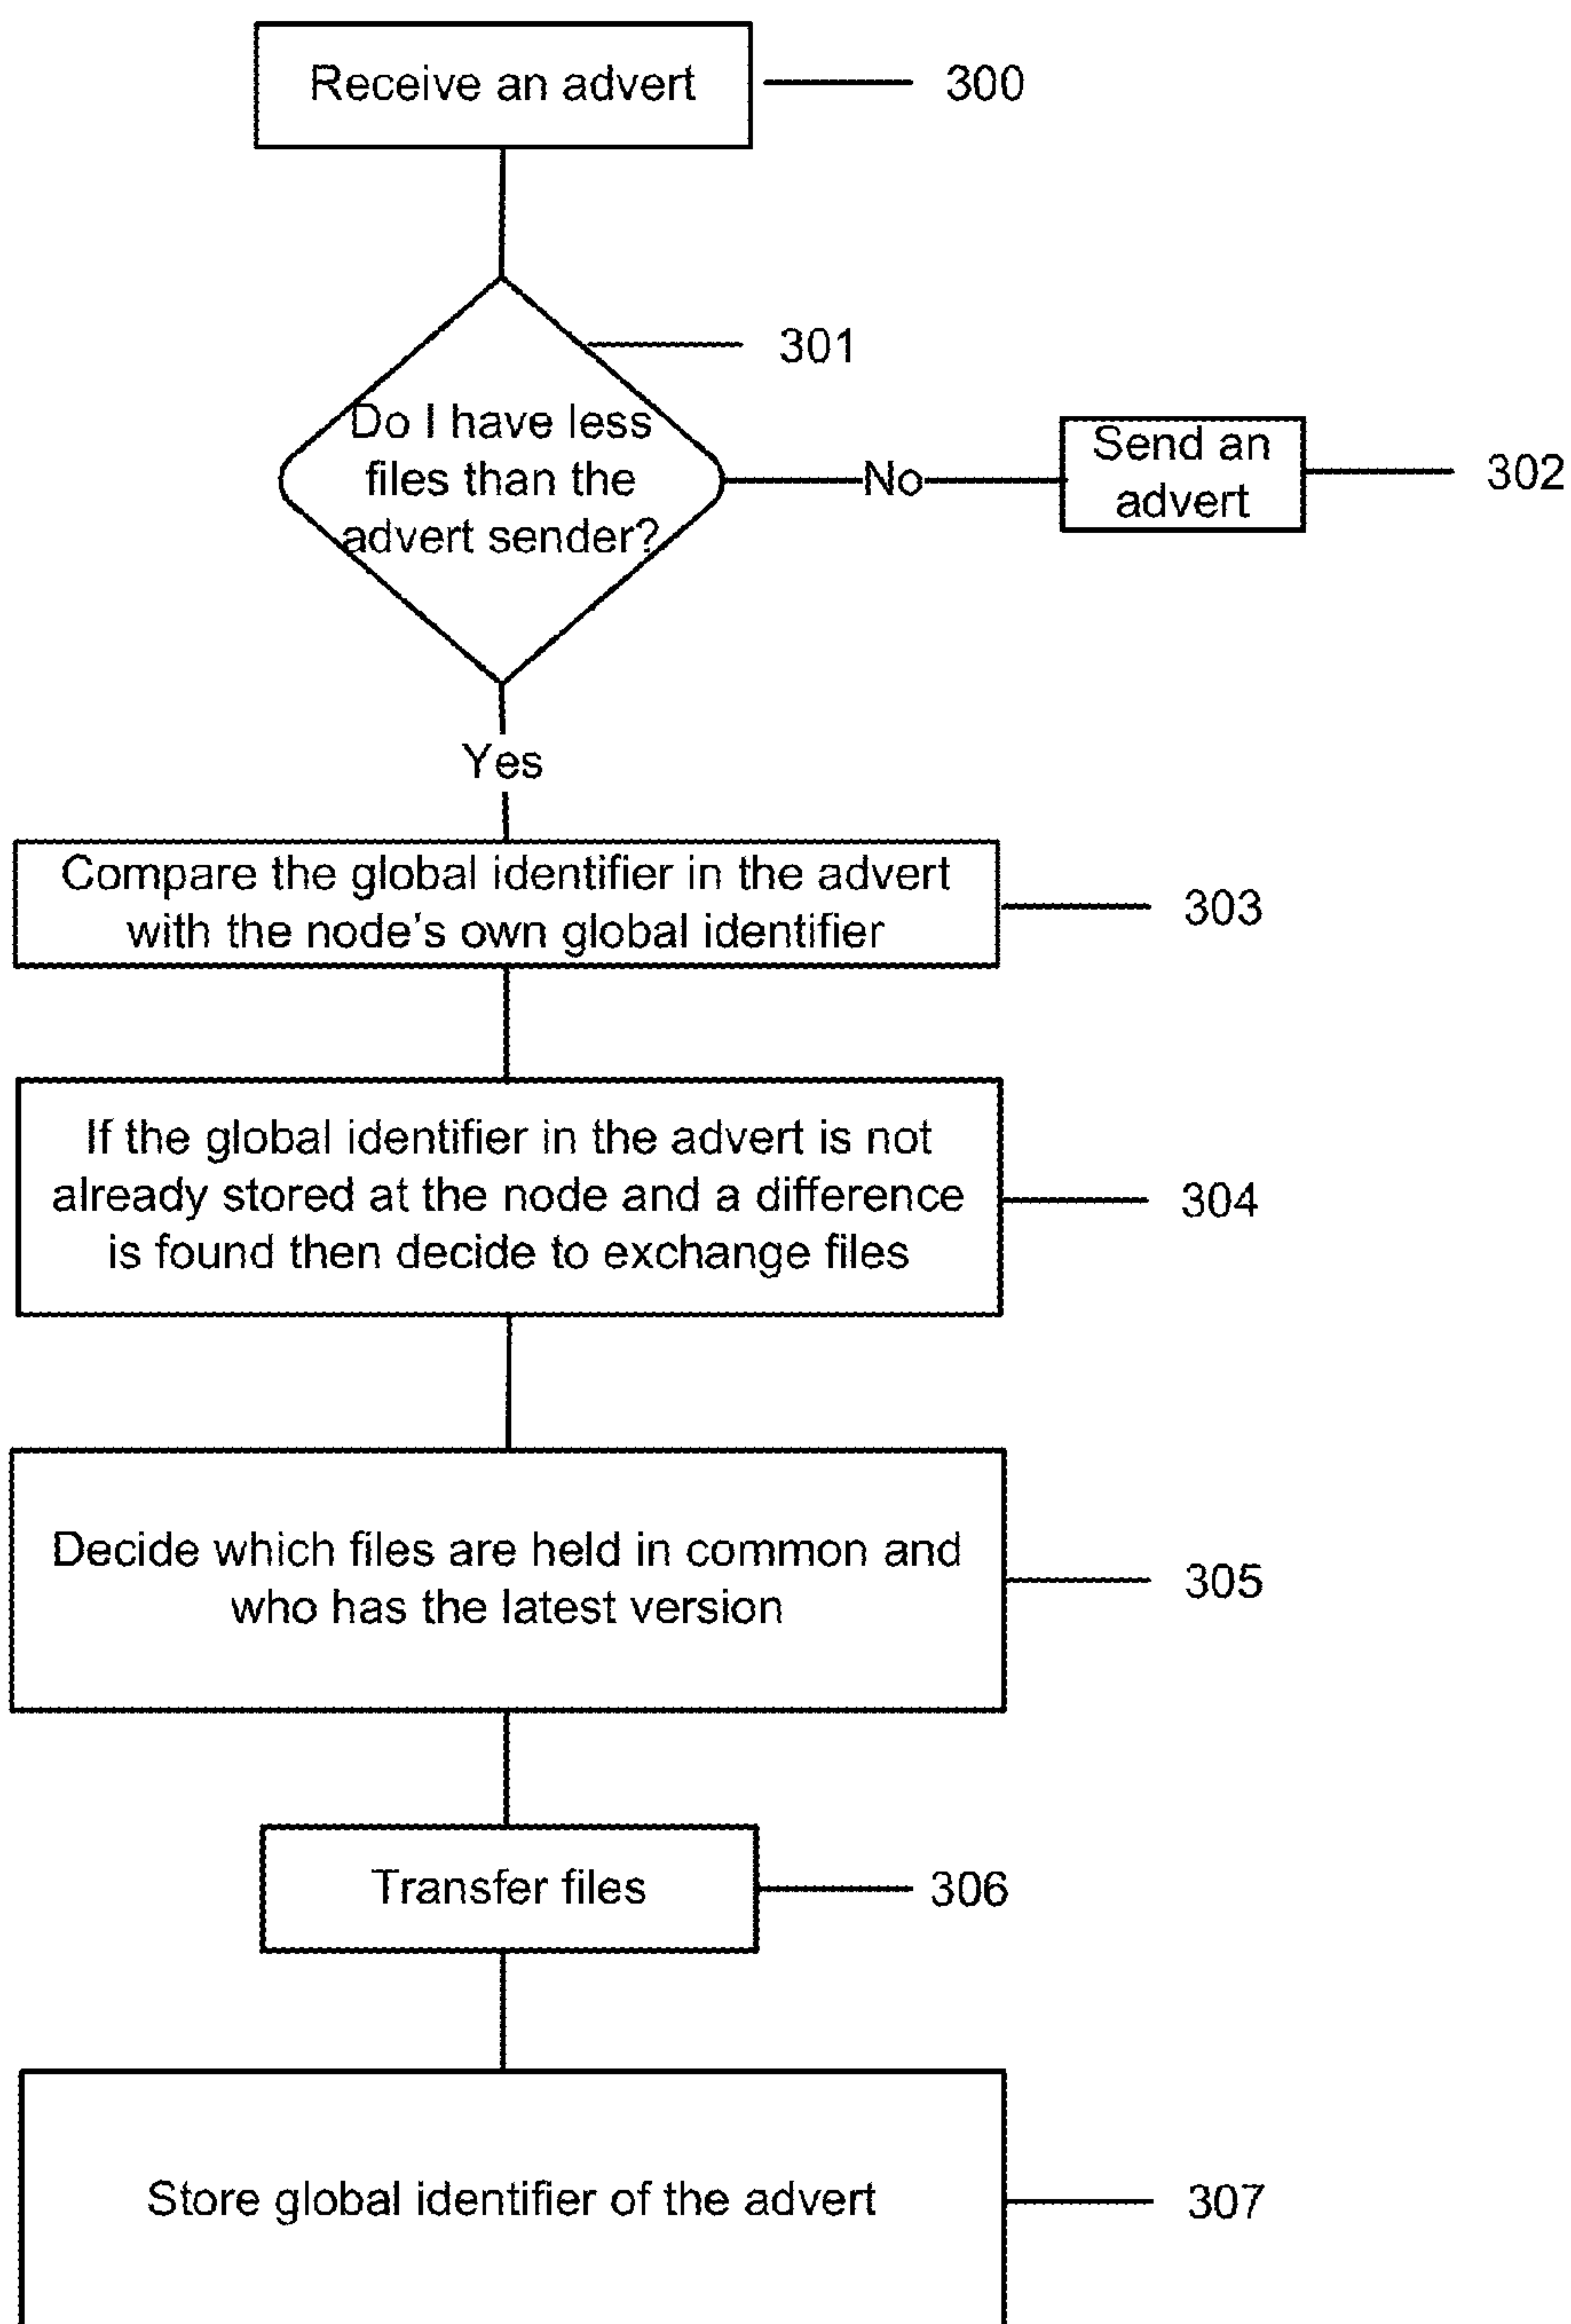 Receive an advert
300
301
Do I have less
files than the
advert sender?
No
Send an
advert
302
Yes
Compare the global identifier in the advert
with the node's own global identifier
303
If the global identifier in the advert is not
already stored at the node and a difference
is found then decide to exchange files
304
Decide which files are held in common and
who has the latest version
305
Transfer files
306
Store global identifier of the advert
307